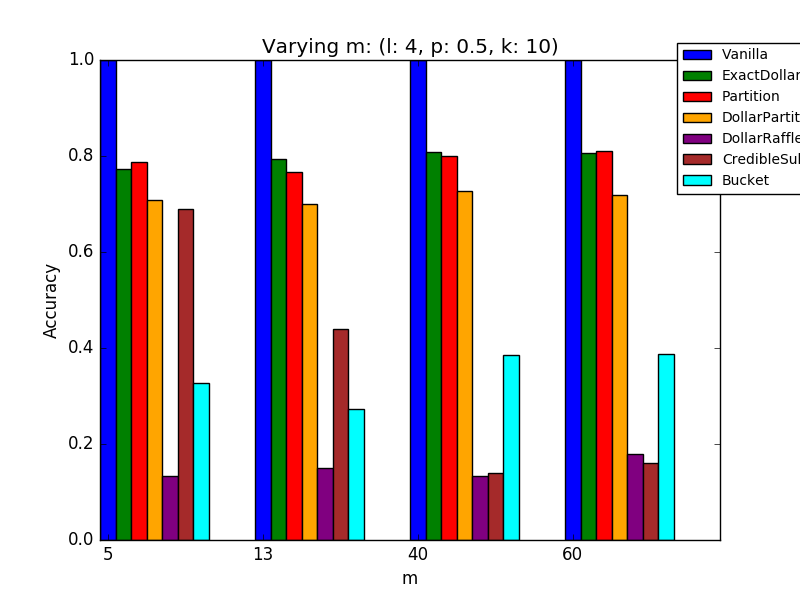 Varying m: (l: 4, p: 0.5, k: 10)
Vanilla
ExactDollar
Partition
DollarPartit
DollarRaffle
CredibleSu
Bucket
1.0
0.8
0.6
0.4
0.2
0.0
Accuracy
5 13 40 60
m